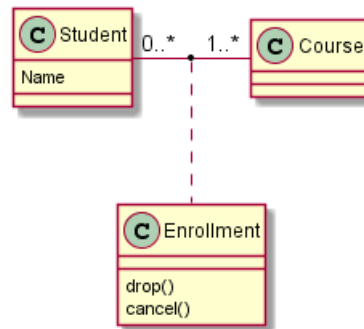 C Student
0..*
1..*
C Course
Name
C Enrollment
drop()
cancel()